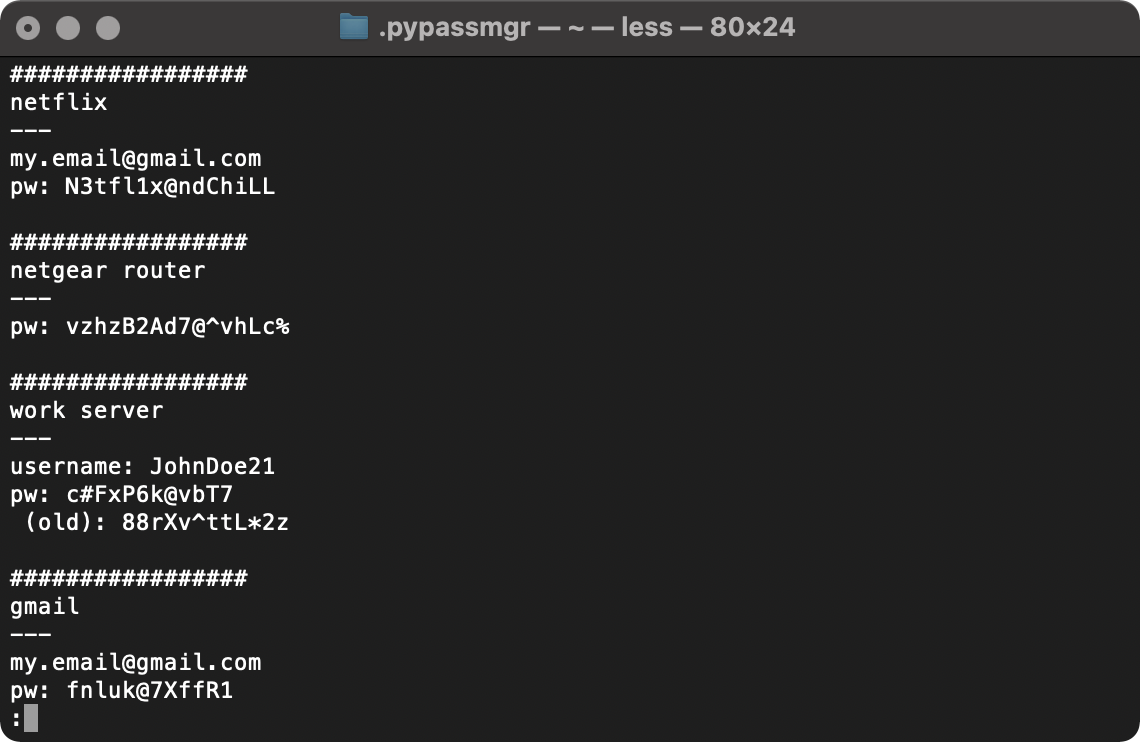 .pypassmgr — ~ — less — 80×24
#################
netflix
---
my.email@gmail.com
pw: N3tfl1x@ndChiLL
#################
netgear router
---
pw: vzhzB2Ad7@^vhLc%
#################
work server
---
username: JohnDoe21
pw: c#FxP6k@vbT7
 (old): 88rXv^ttL*2z
#################
gmail
---
my.email@gmail.com
pw: fnluk@7XffR1
: